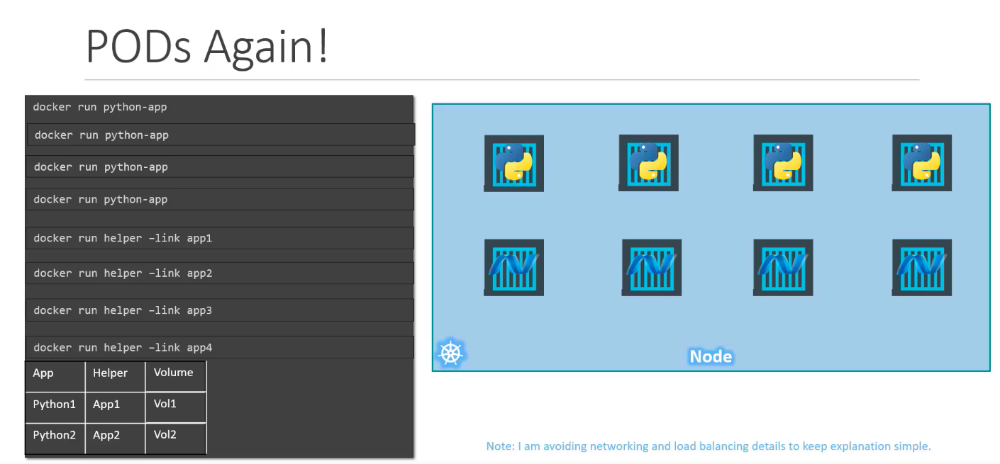 PODs Again!
docker run python-app
docker run python-app
docker run python-app
docker run python-app
docker run helper –link app1
docker run helper –link app2
docker run helper –link app3
docker run helper –link app4
App Helper Volume
Python1 App1 Vol1
Python2 App2 Vol2
Node
Note: I am avoiding networking and load balancing details to keep explanation simple.